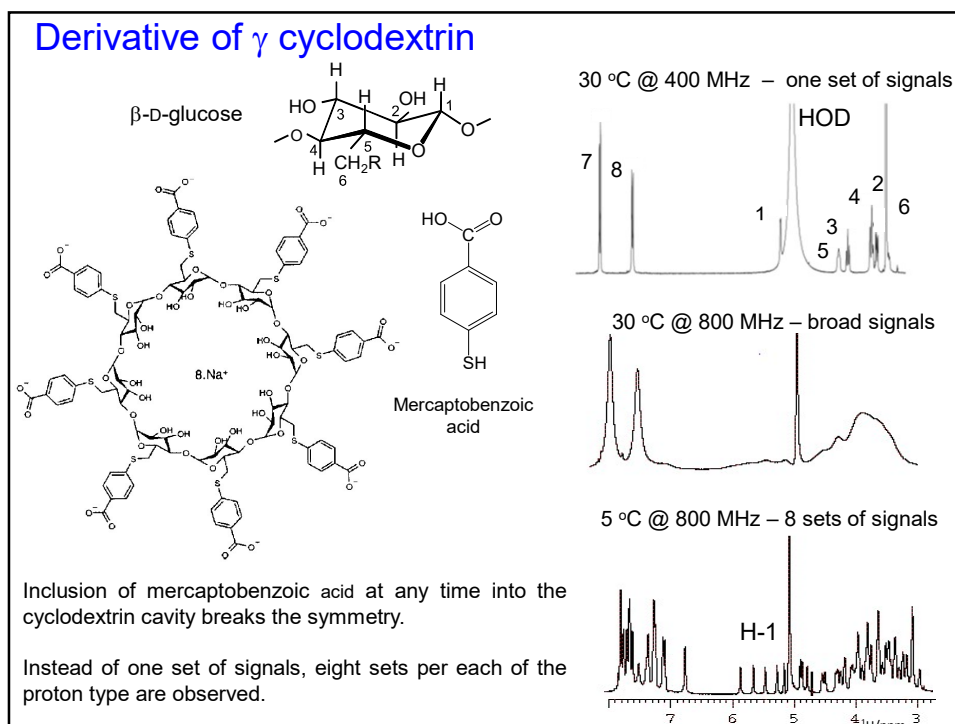 Derivative of γ cyclodextrin
β-D-glucose
H
HO
3
H
2
OH
H
1
O
O
4
H
5
H
O
CH2R
6
HO
O
SH
Mercaptobenzoic
acid
8.Na+
30 oC @ 400 MHz – one set of signals
HOD
7
8
1
5
3
4
2
6
30 oC @ 800 MHz – broad signals
5 oC @ 800 MHz – 8 sets of signals
H-1
7
6
5
4
3
Inclusion of mercaptobenzoic acid at any time into the
cyclodextrin cavity breaks the symmetry.
Instead of one set of signals, eight sets per each of the
proton type are observed.